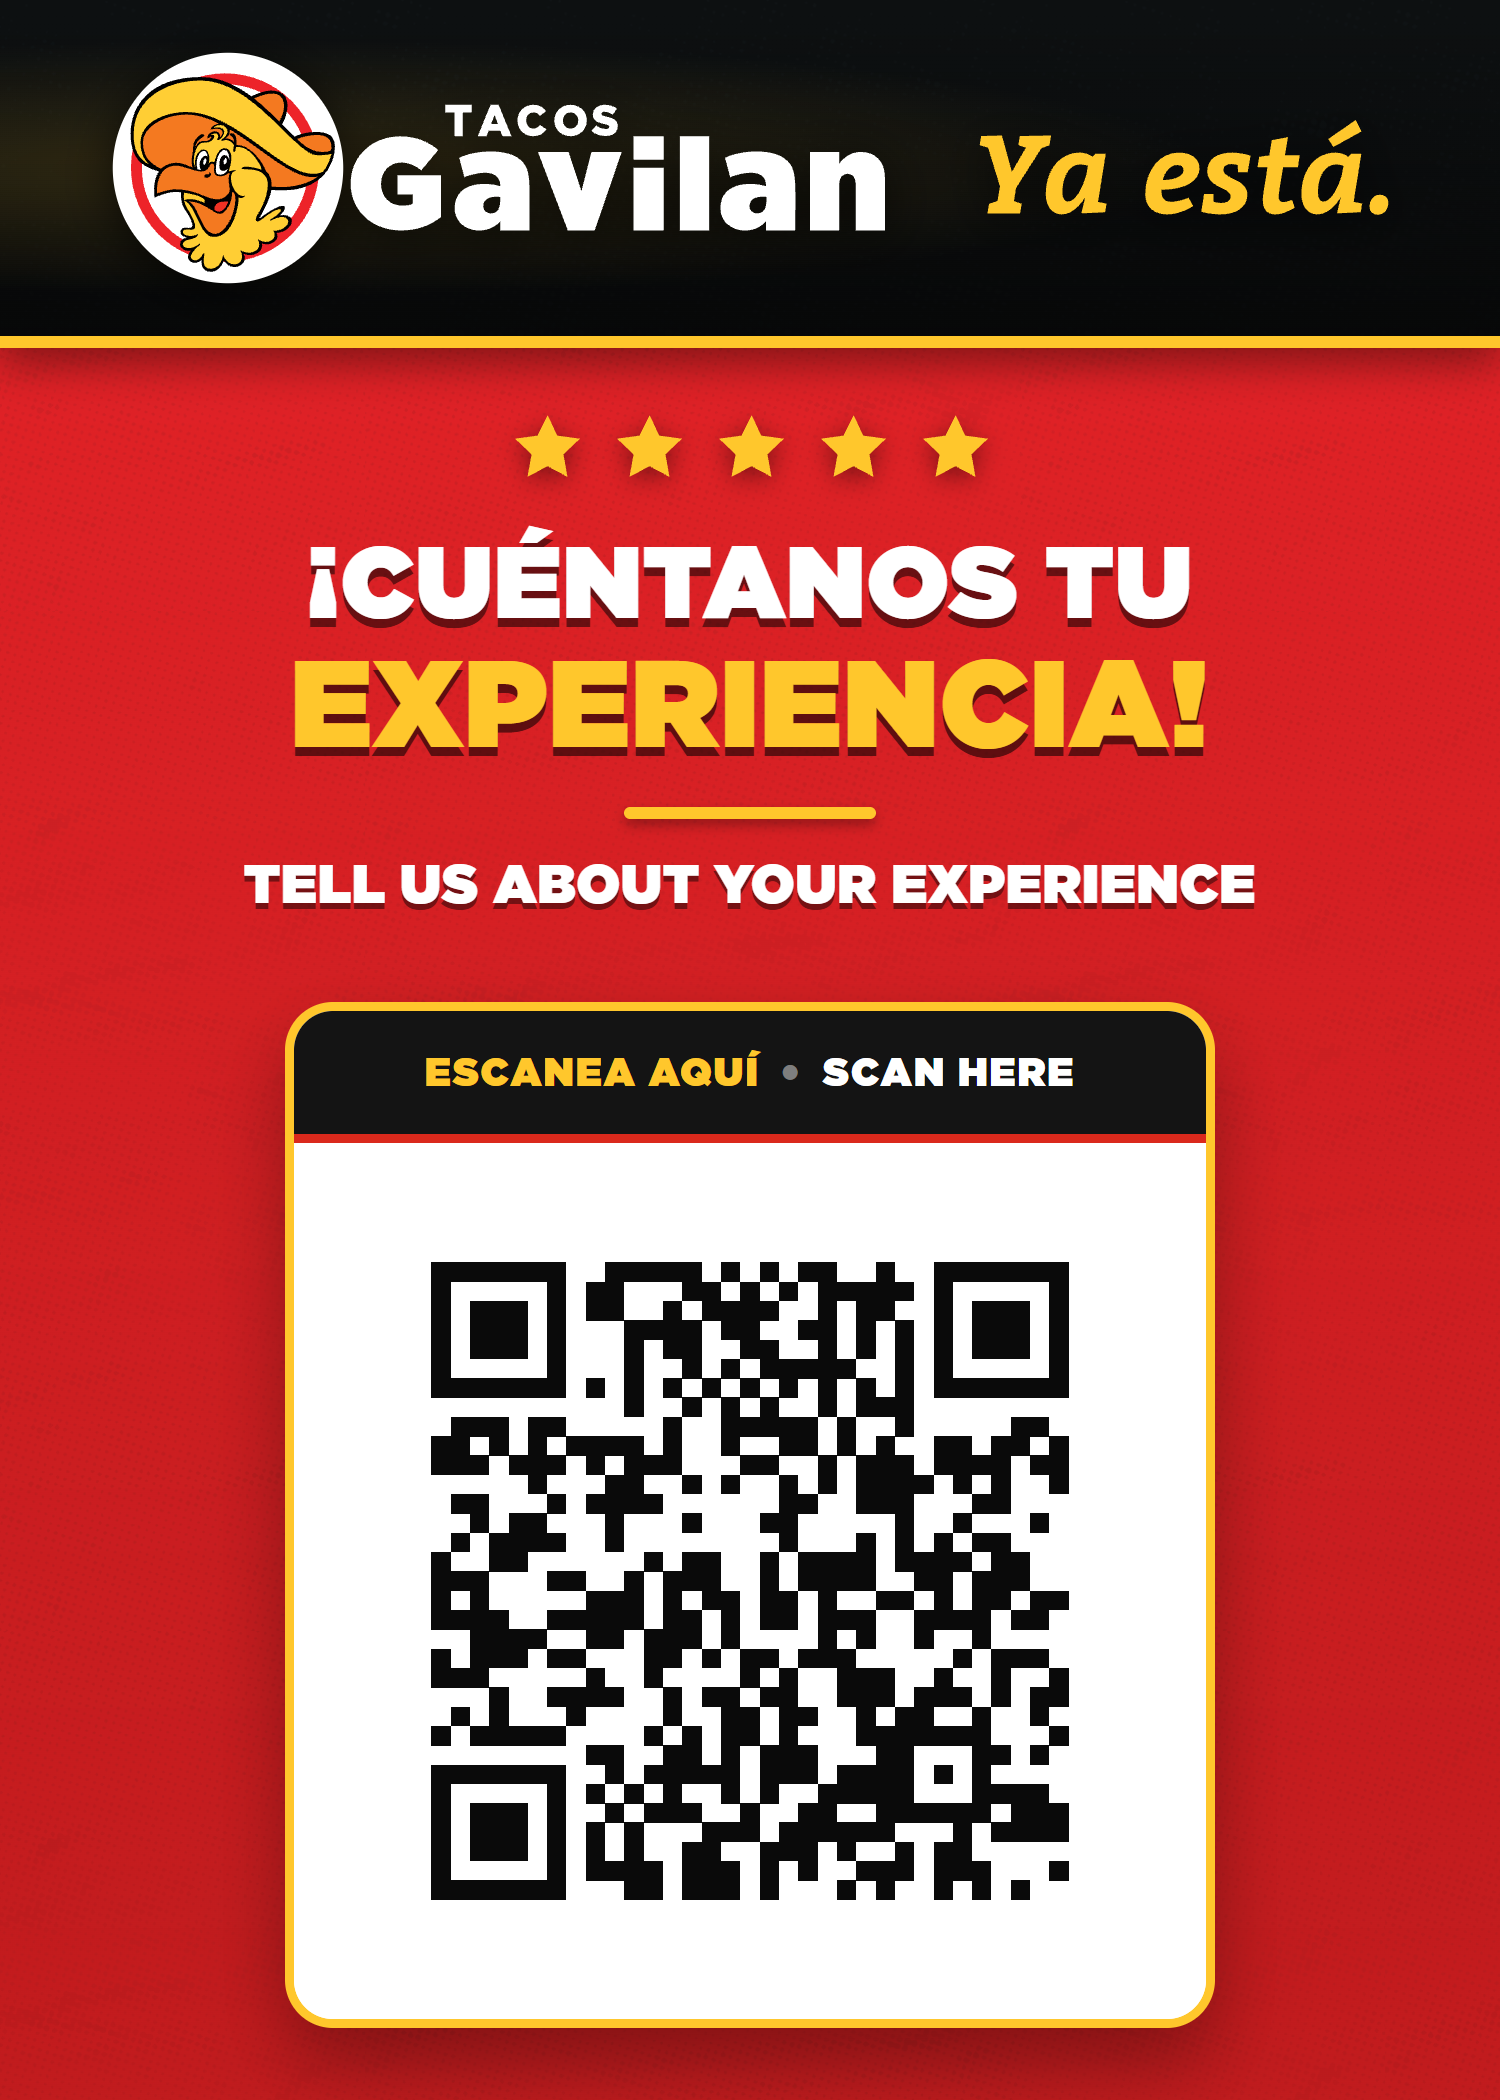 TACOS
Gavilan
Ya está.
¡CUÉNTANOS TU
EXPERIENCIA!
TELL US ABOUT YOUR EXPERIENCE
ESCANEA AQUÍ • SCAN HERE